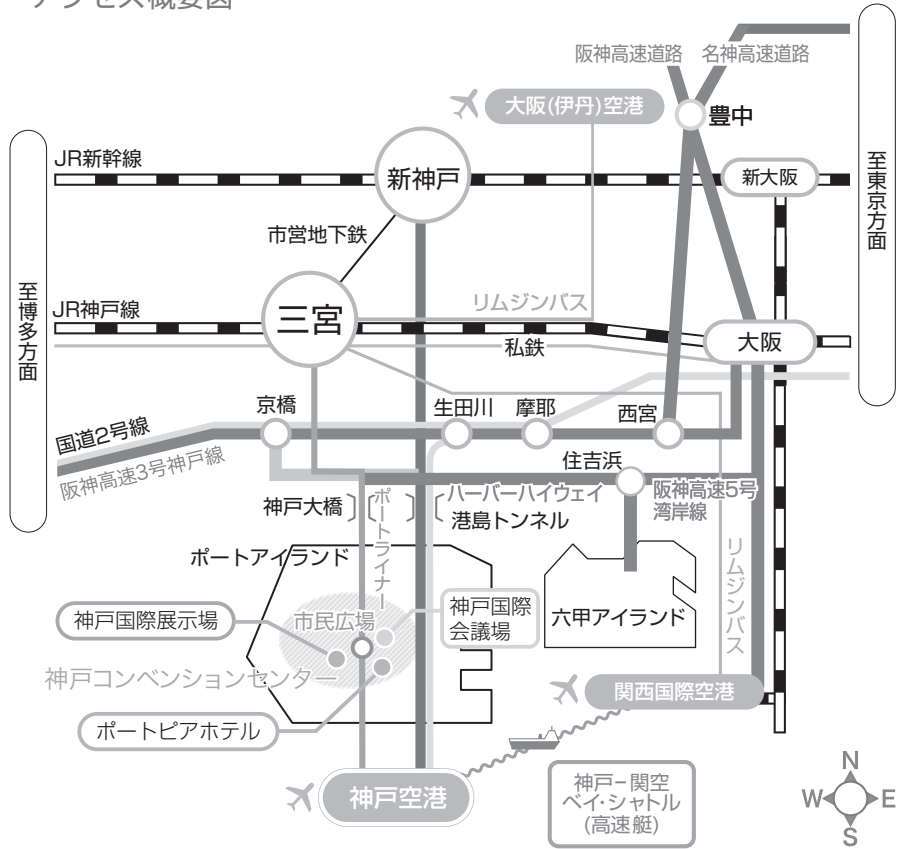 アクセス概要図
阪神高速道路
名神高速道路
大阪(伊丹)空港
豊中
至東京方面
JR新幹線
新神戸
新大阪
市営地下鉄
至博多方面
JR神戸線
三宮
リムジンバス
私鉄
大阪
国道2号線
阪神高速3号神戸線
京橋
生田川
摩耶
西宮
住吉浜
神戸大橋
ポートライナー
ハーバーハイウェイ
港島トンネル
阪神高速5号
湾岸線
リムジンバス
ポートアイランド
神戸国際展示場
市民広場
神戸国際
会議場
六甲アイランド
神戸コンベンションセンター
ポートピアホテル
関西国際空港
神戸空港
神戸−関空
ベイ・シャトル
(高速艇)
N
W
E
S